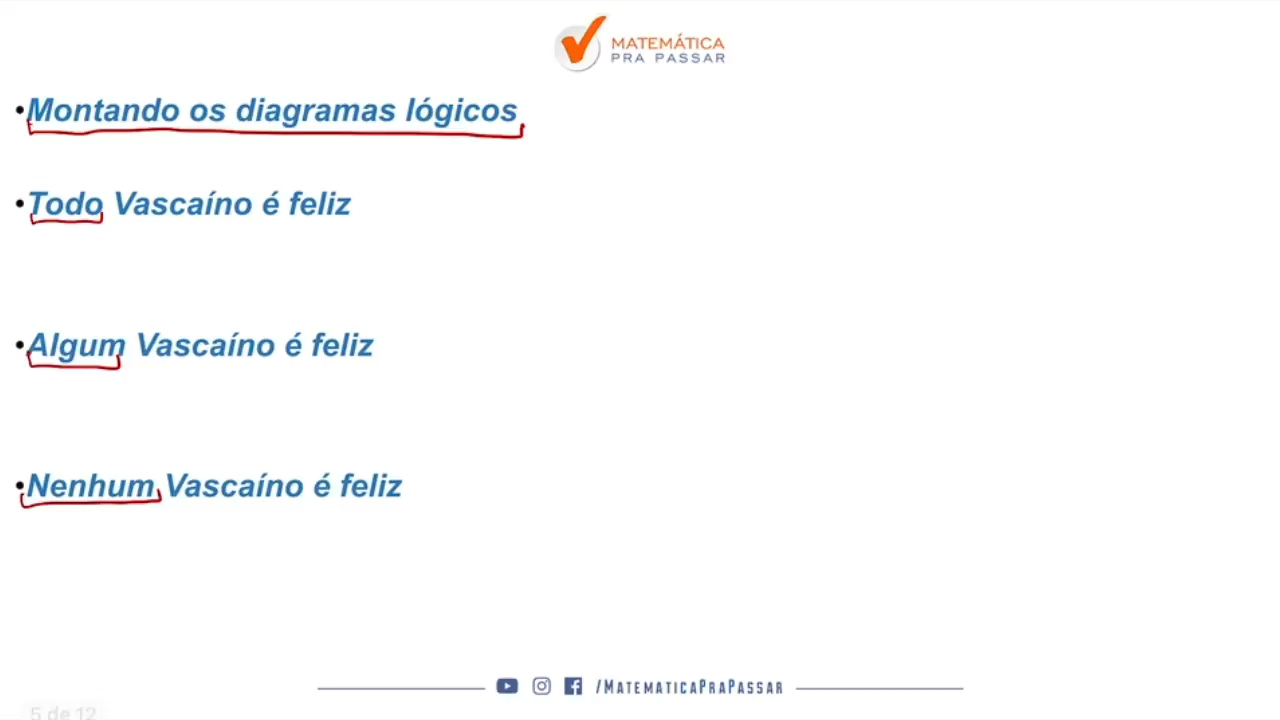 MATEMÁTICA
PRA PASSAR
•Montando os diagramas lógicos
•Todo Vascaíno é feliz
•Algum Vascaíno é feliz
•Nenhum Vascaíno é feliz
/MATEMATICAPRAPASSAR
5 de 12